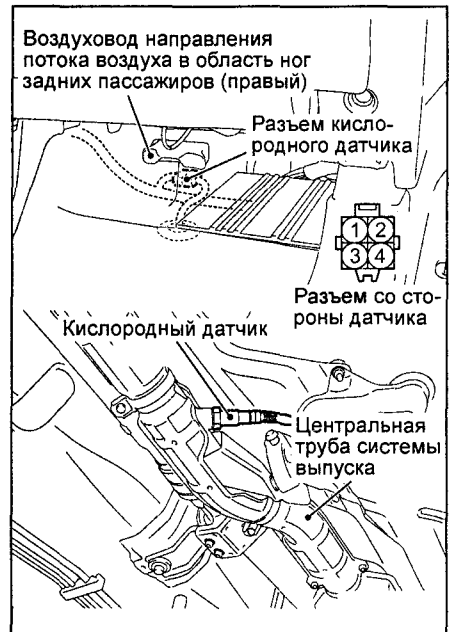 Воздуховод направления
потока воздуха в область ног
задних пассажиров (правый)
Разъем кисло-
родного датчика
1 2
3 4
Разъем со сто-
роны датчика
Кислородный датчик
Центральная
труба системы
выпуска